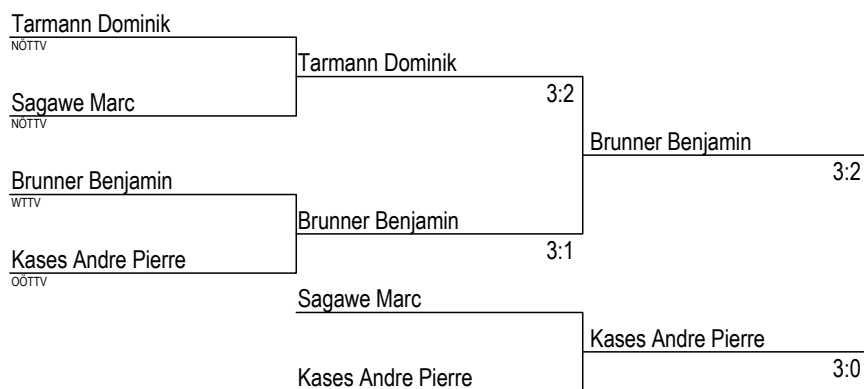 Tarmann Dominik
NÖTTV
Tarmann Dominik
3:2
Sagawe Marc
NÖTTV
Brunner Benjamin
3:2
Brunner Benjamin
WTTV
Brunner Benjamin
3:1
Kases Andre Pierre
OÖTTV
Sagawe Marc
Kases Andre Pierre
3:0
Kases Andre Pierre